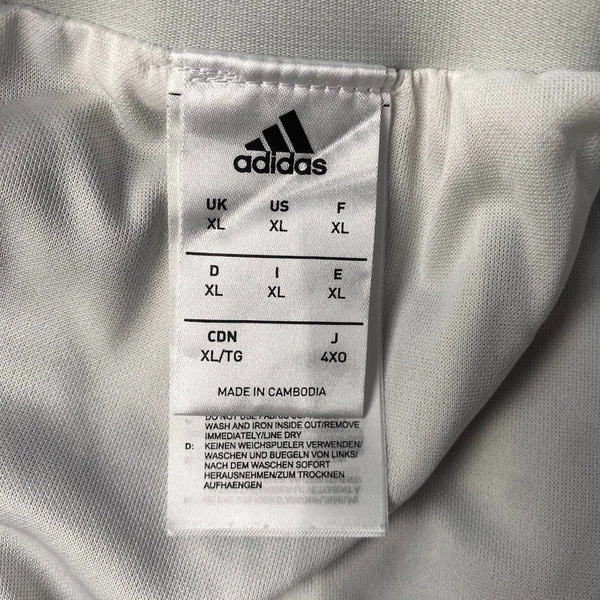 adidas
UK US F
XL XL XL
D I E
XL XL XL
CDN J
XL/TG 4XO
MADE IN CAMBODIA
WASH AND IRON INSIDE OUT/REMOVE
IMMEDIATELY/LINE DRY
D: KEINEN WEICHSPUELER VERWENDEN/
WASCHEN UND BUEGELN VON LINKS/
NACH DEM WASCHEN SOFORT
HERAUSNEHMEN/ZUM TROCKNEN
AUFHAENGEN